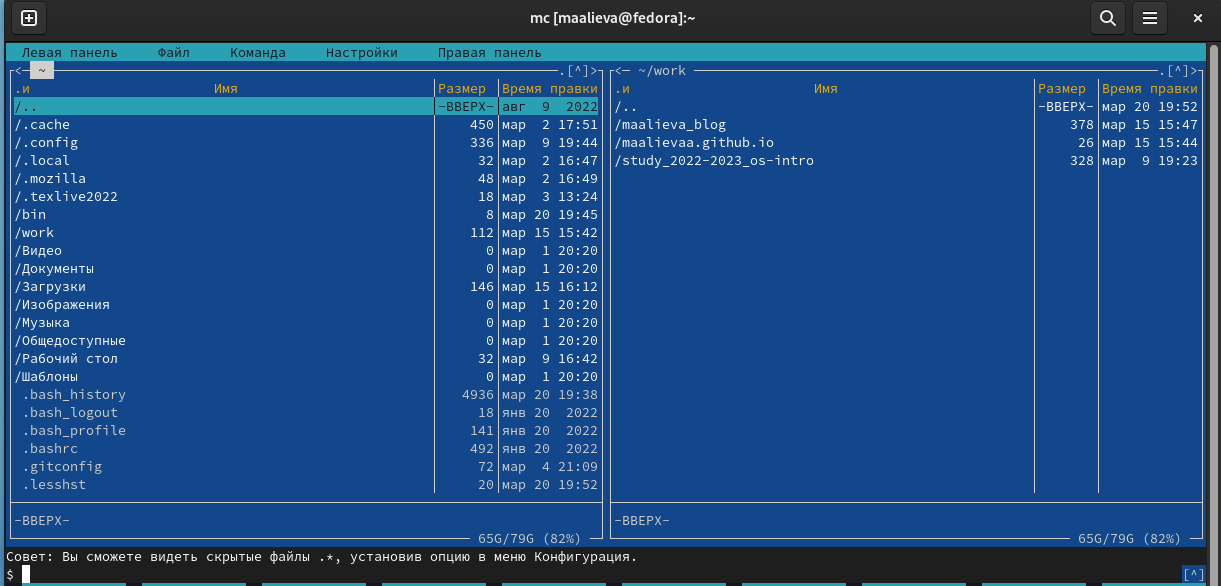 mc [maalieva@fedora]:~
Левая панель Файл Команда Настройки Правая панель
<─ ~ .[^]> <─ ~/work .[^]>
.и Имя Размер Время правки .и Имя Размер Время правки
/.. -ВВЕРХ- авг 9 2022 /.. -ВВЕРХ- мар 20 19:52
/.cache 450 мар 2 17:51 /maalieva_blog 378 мар 15 15:47
/.config 336 мар 9 19:44 /maalievaa.github.io 26 мар 15 15:44
/.local 32 мар 2 16:47 /study_2022-2023_os-intro 328 мар 9 19:23
/.mozilla 48 мар 2 16:49
/.texlive2022 18 мар 3 13:24
/bin 8 мар 20 19:45
/work 112 мар 15 15:42
/Видео 0 мар 1 20:20
/Документы 0 мар 1 20:20
/Загрузки 146 мар 15 16:12
/Изображения 0 мар 1 20:20
/Музыка 0 мар 1 20:20
/Общедоступные 0 мар 1 20:20
/Рабочий стол 32 мар 9 16:42
/Шаблоны 0 мар 1 20:20
.bash_history 4936 мар 20 19:38
.bash_logout 18 янв 20 2022
.bash_profile 141 янв 20 2022
.bashrc 492 янв 20 2022
.gitconfig 72 мар 4 21:09
.lesshst 20 мар 20 19:52
-ВВЕРХ- -ВВЕРХ-
65G/79G (82%) 65G/79G (82%)
Совет: Вы сможете видеть скрытые файлы .*, установив опцию в меню Конфигурация.
$ [^]